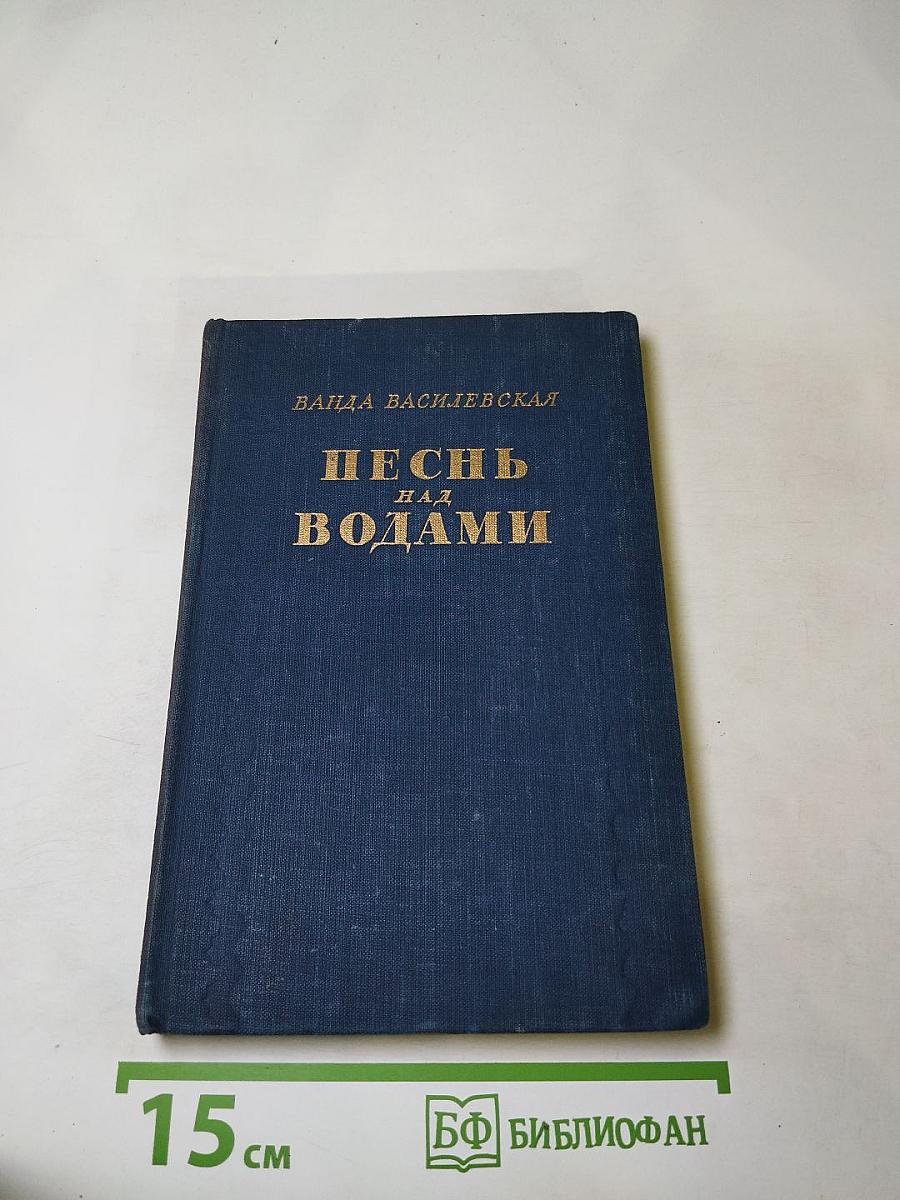 ВАНДА ВАСИЛЕВСКАЯ
ПЕСНЬ
НАД
ВОДАМИ
15 см
БФ БИБЛИОФАН